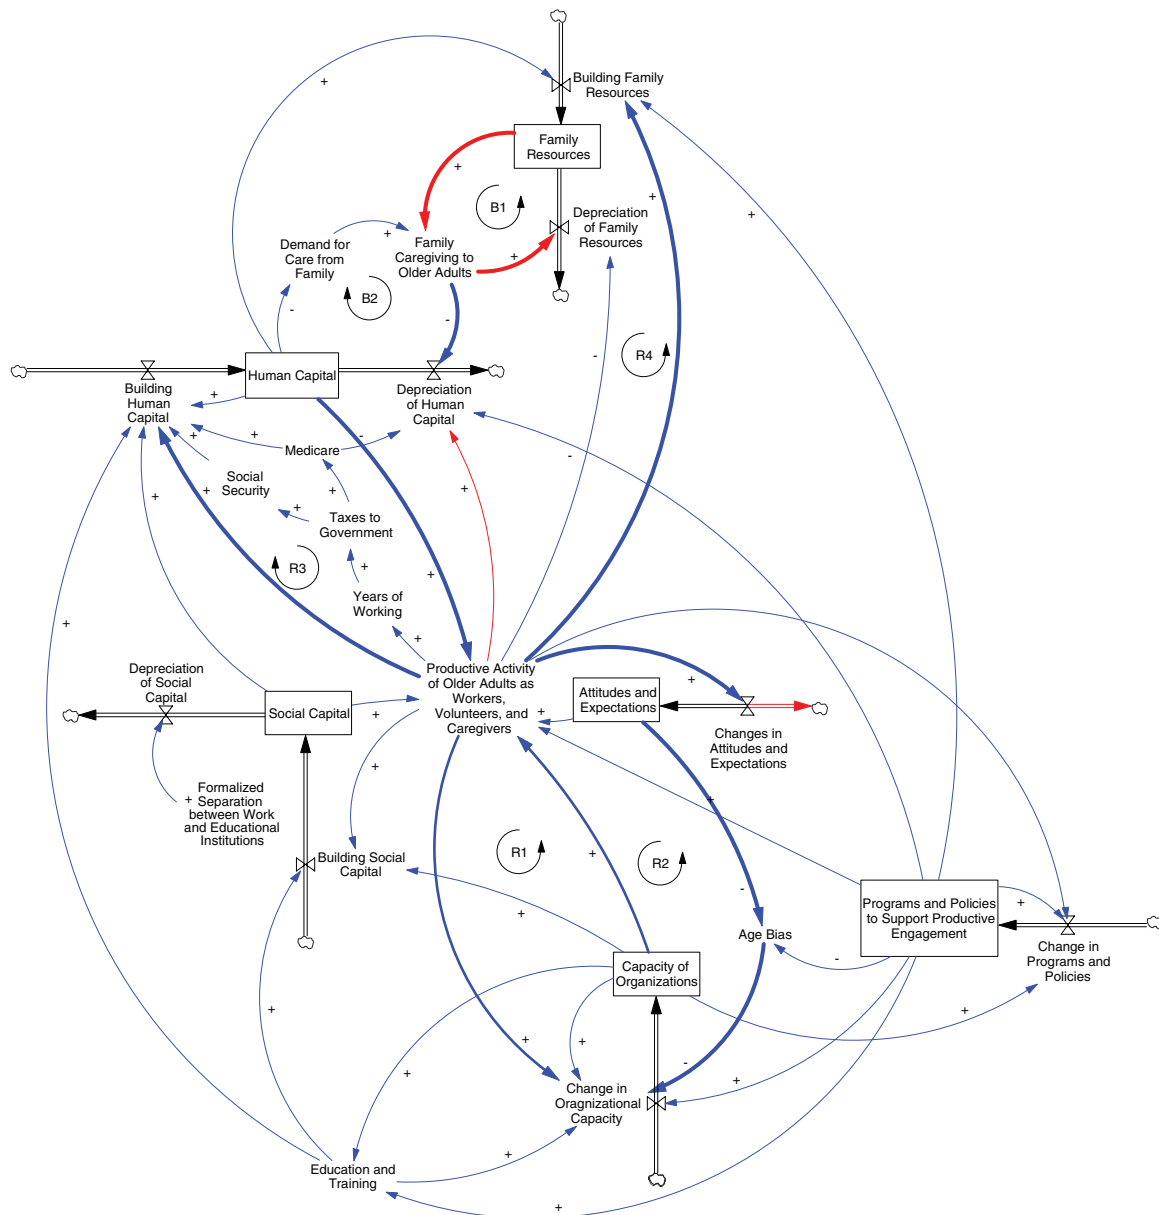 +
Building Family
Resources
Family
Resources
+
B1
+
+
Depreciation
of Family
Resources
+
Demand for
Care from
Family
+
Family
Caregiving to
Older Adults
+
B2
-
-
-
R4
Human Capital
Building
Human
Capital
+
Depreciation
of Human
Capital
+
-
Medicare
+
-
Social
Security
+
+
+
+
+
Taxes to
Government
R3
+
+
Years of
Working
+
+
+
Depreciation
of Social
Capital
Productive Activity
of Older Adults as
Workers,
Volunteers, and
Caregivers
+
Attitudes and
Expectations
+
Social Capital
+
Changes in
Attitudes and
Expectations
+
+
Formalized
Separation
between Work
and Educational
Institutions
+
R1
+
R2
Building Social
Capital
-
Programs and Policies
to Support Productive
Engagement
+
+
Age Bias
-
Change in
Programs and
Policies
Capacity of
Organizations
+
+
+
+
-
+
+
Change in
Oragnizational
Capacity
+
Education and
Training
+